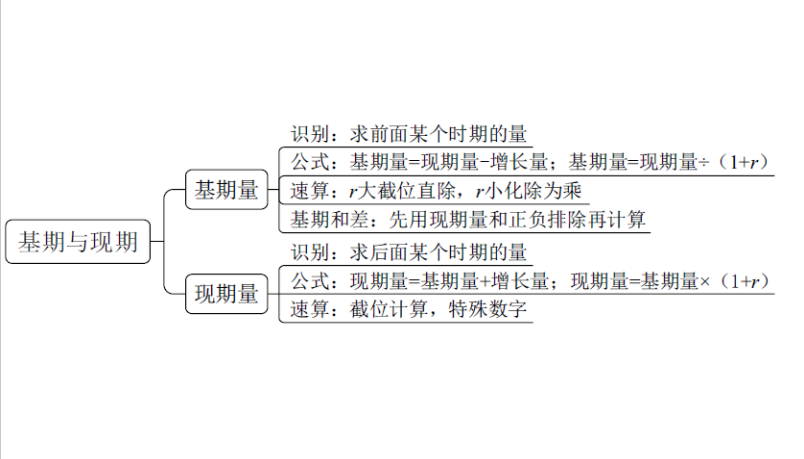 基期与现期
基期量
识别：求前面某个时期的量
公式：基期量=现期量-增长量；基期量=现期量÷（1+r）
速算：r大截位直除，r小化除为乘
基期和差：先用现期量和正负排除再计算
现期量
识别：求后面某个时期的量
公式：现期量=基期量+增长量；现期量=基期量×（1+r）
速算：截位计算，特殊数字